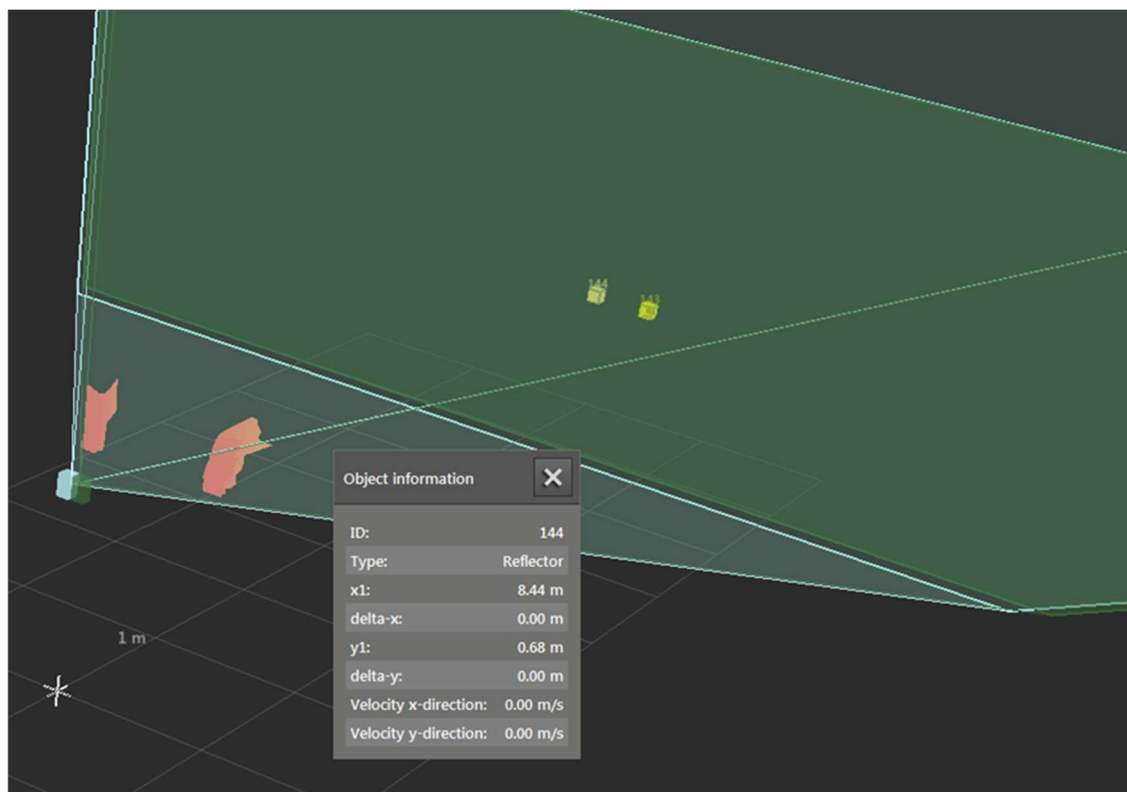 144
143
Object information
ID: 144
Type: Reflector
x1: 8.44 m
delta-x: 0.00 m
y1: 0.68 m
delta-y: 0.00 m
Velocity x-direction: 0.00 m/s
Velocity y-direction: 0.00 m/s
1 m